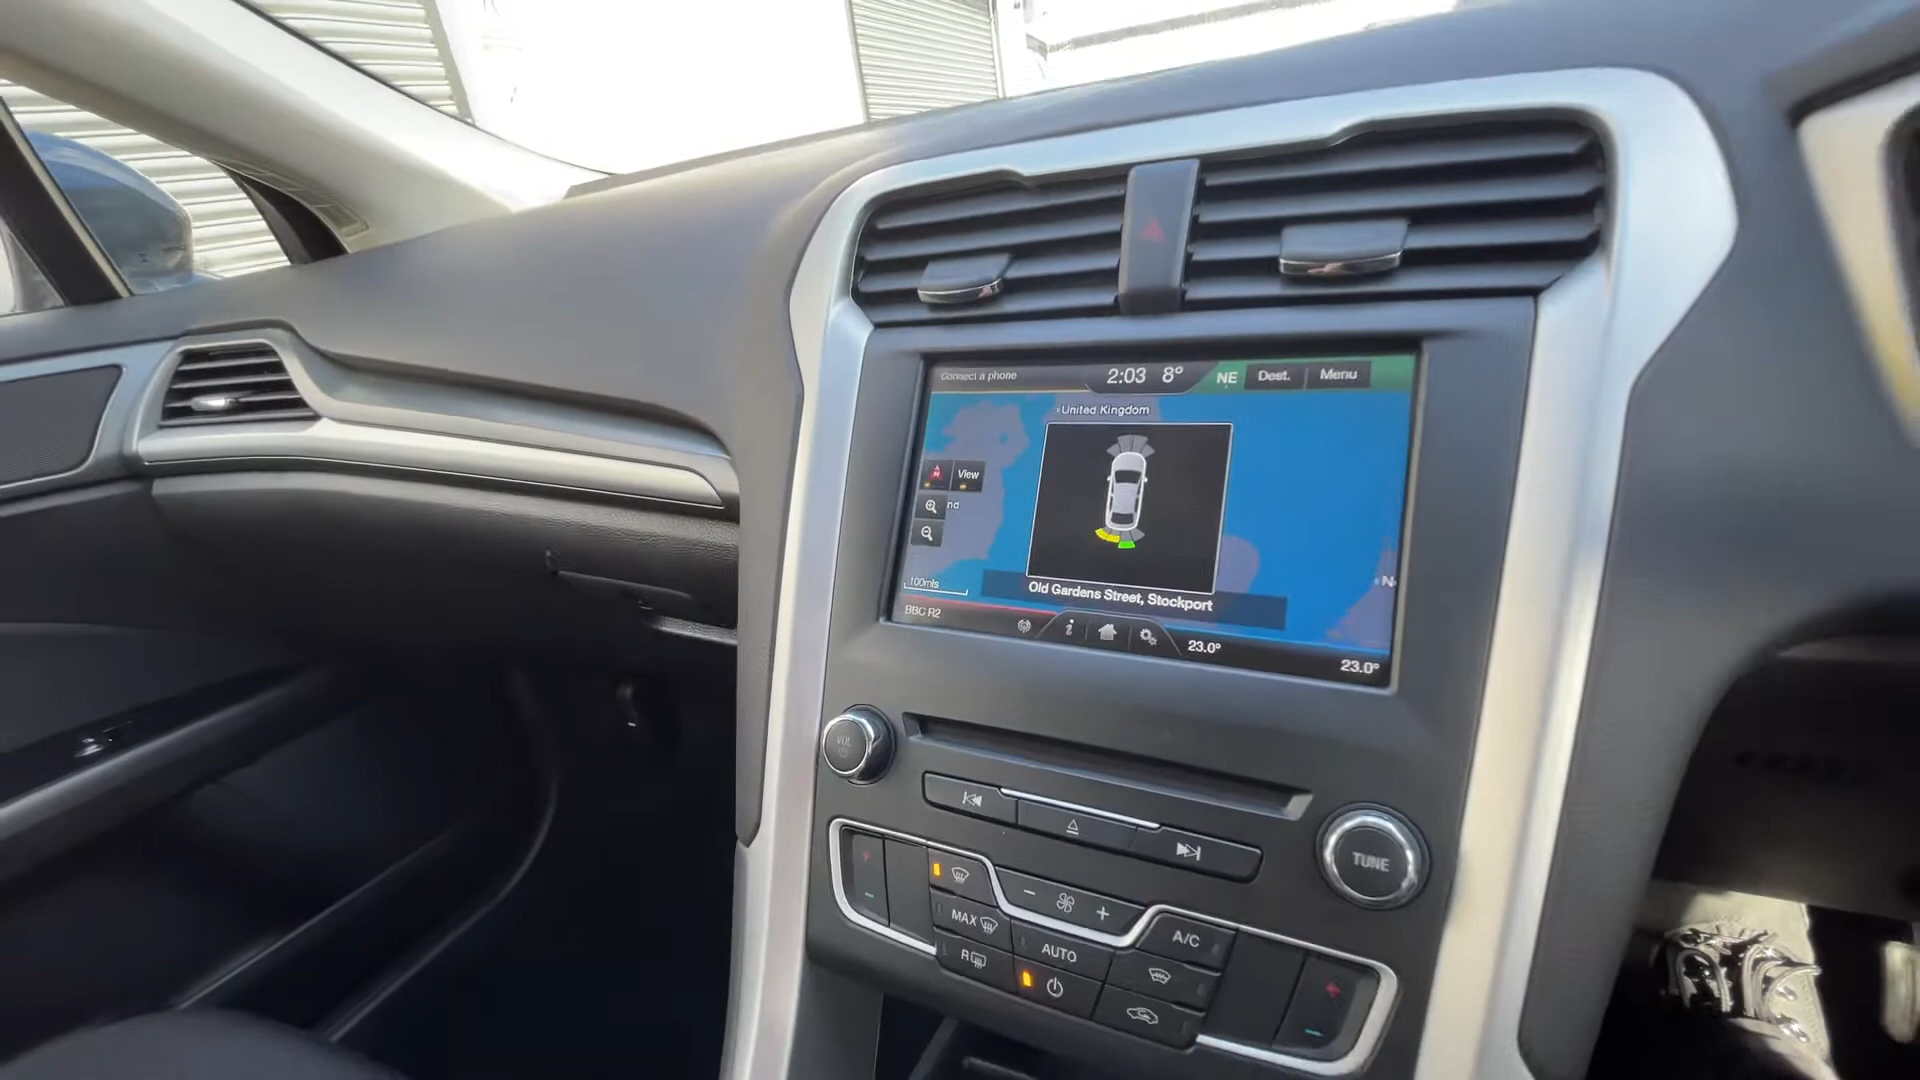 Connect a phone
2:03 8°
NE
Dest.
Menu
United Kingdom
View
nd
100mls
Old Gardens Street, Stockport
N
BBC R2
i
23.0°
23.0°
VOL
TUNE
MAX
A/C
R
AUTO